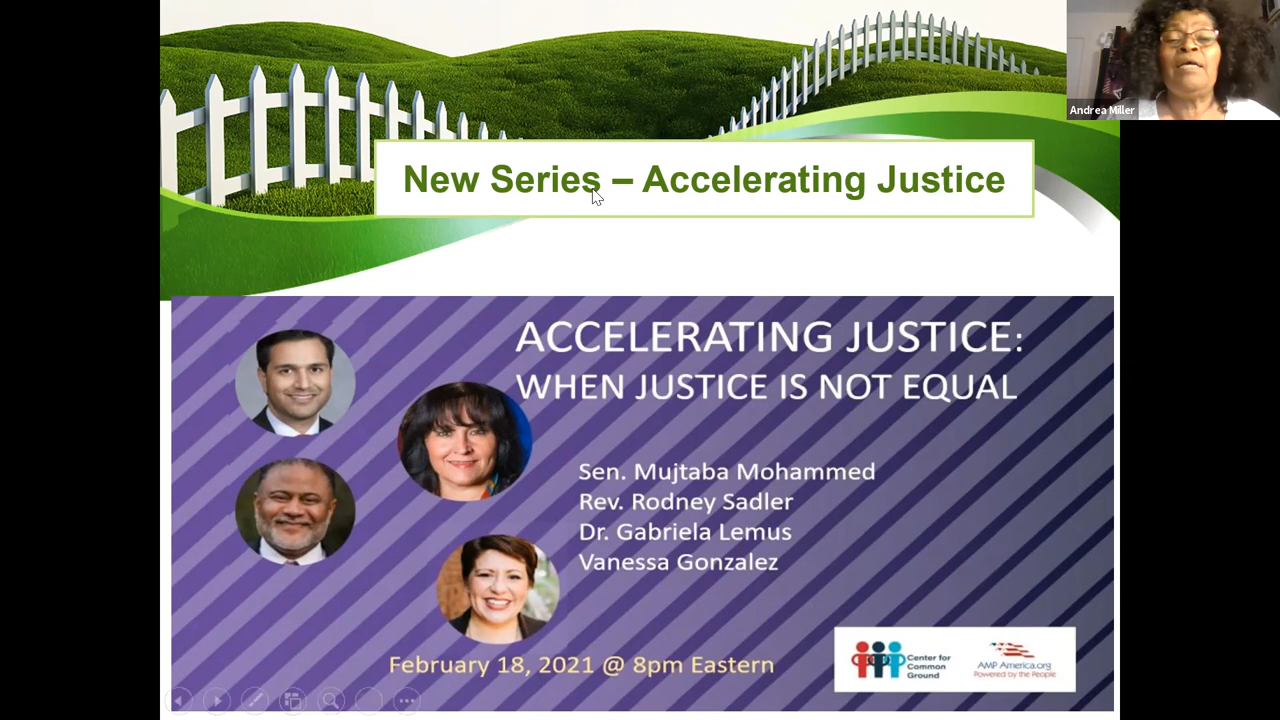 Andrea Miller
New Series – Accelerating Justice
ACCELERATING JUSTICE:
WHEN JUSTICE IS NOT EQUAL
Sen. Mujtaba Mohammed
Rev. Rodney Sadler
Dr. Gabriela Lemus
Vanessa Gonzalez
February 18, 2021 @ 8pm Eastern
Center for
Common
Ground
AMP America.org
Powered by the People